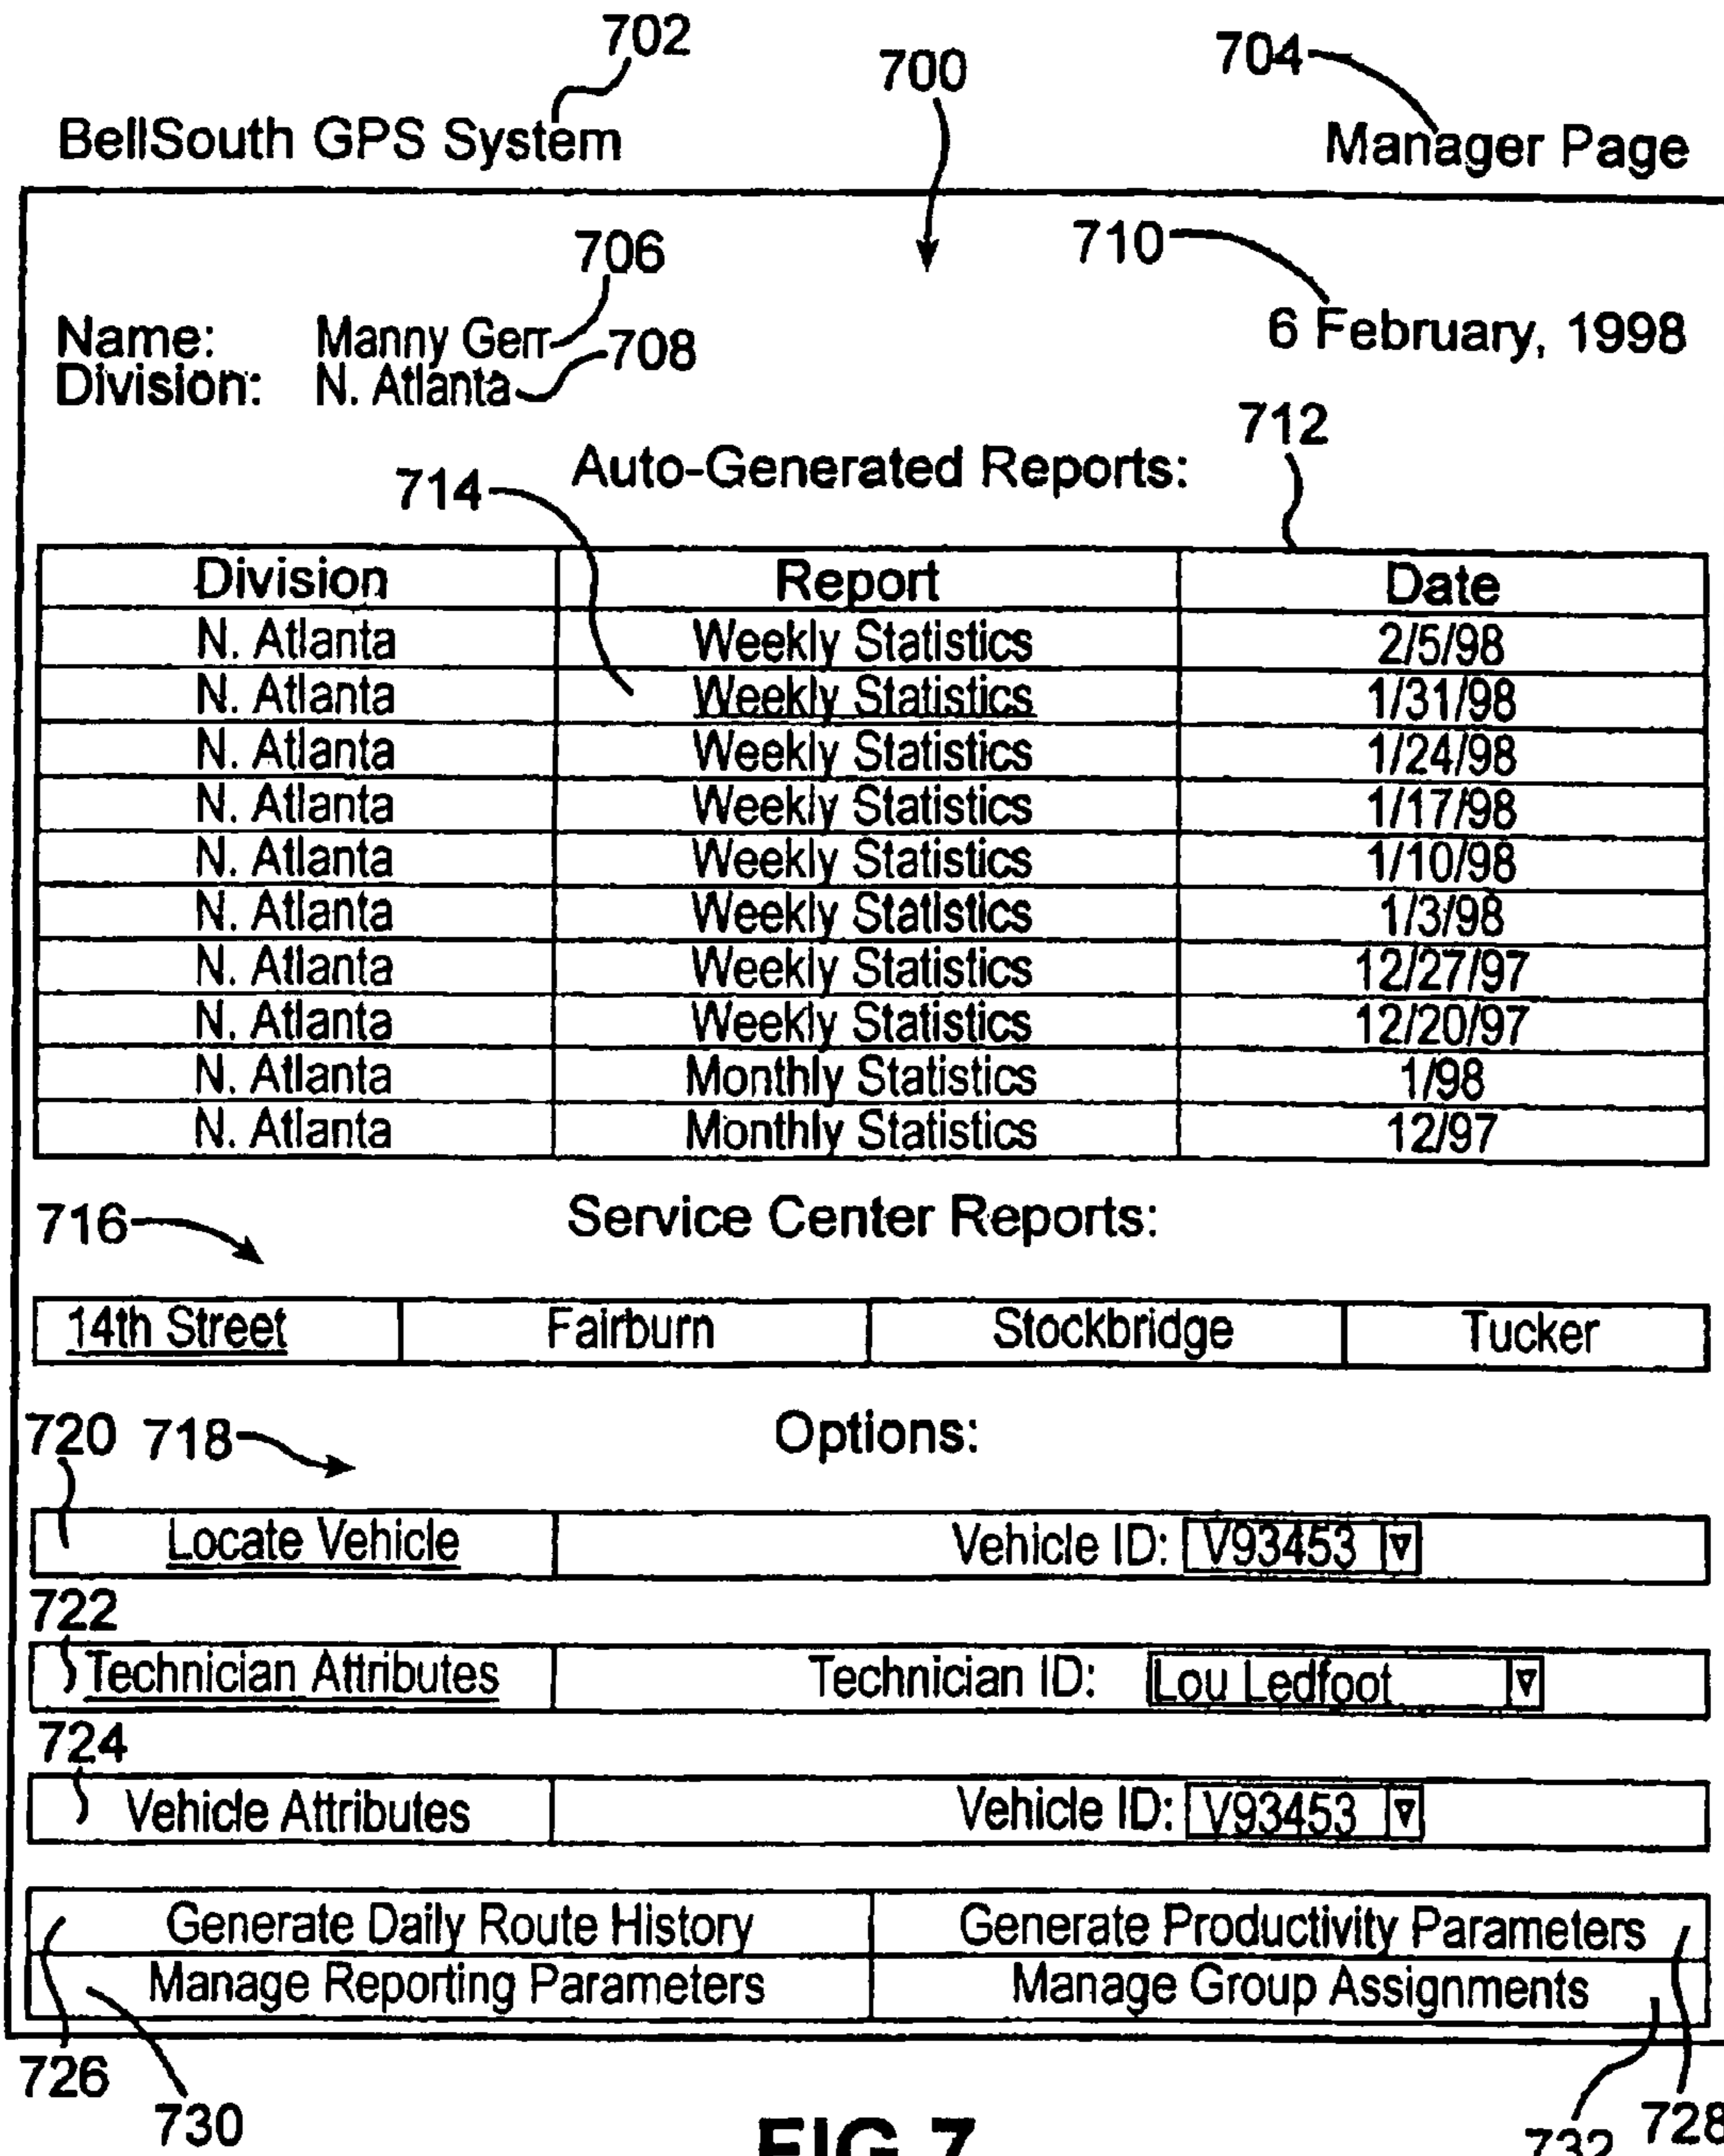 702
700
704
BellSouth GPS System
Manager Page
706
710
Name: Manny Gerr
708
6 February, 1998
Division: N. Atlanta
712
714
Auto-Generated Reports:
Division Report Date
N. Atlanta Weekly Statistics 2/5/98
N. Atlanta Weekly Statistics 1/31/98
N. Atlanta Weekly Statistics 1/24/98
N. Atlanta Weekly Statistics 1/17/98
N. Atlanta Weekly Statistics 1/10/98
N. Atlanta Weekly Statistics 1/3/98
N. Atlanta Weekly Statistics 12/27/97
N. Atlanta Weekly Statistics 12/20/97
N. Atlanta Monthly Statistics 1/98
N. Atlanta Monthly Statistics 12/97
716
Service Center Reports:
14th Street Fairburn Stockbridge Tucker
720 718
Options:
Locate Vehicle Vehicle ID: V93453
722
Technician Attributes Technician ID: Lou Ledfoot
724
Vehicle Attributes Vehicle ID: V93453
Generate Daily Route History Generate Productivity Parameters
Manage Reporting Parameters Manage Group Assignments
726
730
732
728
FIG 7